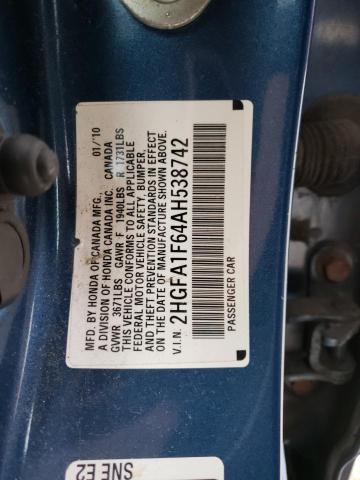 MFD. BY HONDA OF CANADA MFG., 01/10
A DIVISION OF HONDA CANADA INC. CANADA
GVWR 3671LBS GAWR F 1940LBS R 1731LBS
THIS VEHICLE CONFORMS TO ALL APPLICABLE
FEDERAL MOTOR VEHICLE SAFETY, BUMPER,
AND THEFT PREVENTION STANDARDS IN EFFECT
ON THE DATE OF MANUFACTURE SHOWN ABOVE.
V.I.N. 2HGFA1F64AH538742
PASSENGER CAR
SNE E2